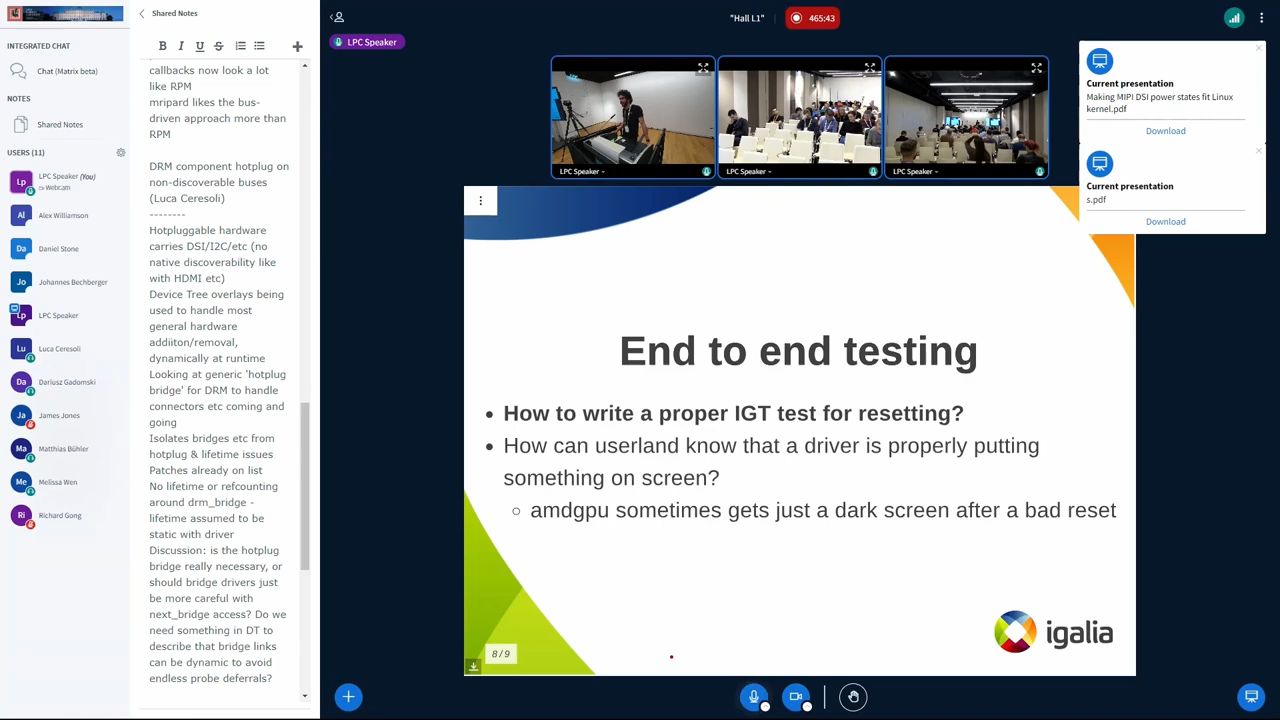 INTEGRATED CHAT
Chat (Matrix beta)
NOTES
Shared Notes
USERS (11)
Lp
LPC Speaker (You)
Webcam
Al
Alex Williamson
Da
Daniel Stone
Jo
Johannes Bechberger
Lp
LPC Speaker
Lu
Luca Ceresoli
Da
Dariusz Gadomski
Ja
James Jones
Ma
Matthias Bühler
Me
Melissa Wen
Ri
Richard Gong
Shared Notes
B I U S
callbacks now look a lot
like RPM
mripard likes the bus-
driven approach more than
RPM
DRM component hotplug on
non-discoverable buses
(Luca Ceresoli)
--------
Hotpluggable hardware
carries DSI/I2C/etc (no
native discoverability like
with HDMI etc)
Device Tree overlays being
used to handle most
general hardware
addiiton/removal,
dynamically at runtime
Looking at generic 'hotplug
bridge' for DRM to handle
connectors etc coming and
going
Isolates bridges etc from
hotplug & lifetime issues
Patches already on list
No lifetime or refcounting
around drm_bridge -
lifetime assumed to be
static with driver
Discussion: is the hotplug
bridge really necessary, or
should bridge drivers just
be more careful with
next_bridge access? Do we
need something in DT to
describe that bridge links
can be dynamic to avoid
endless probe deferrals?
"Hall L1"
465:43
LPC Speaker
LPC Speaker
LPC Speaker
LPC Speaker
Current presentation
Making MIPI DSI power states fit Linux
kernel.pdf
Download
Current presentation
s.pdf
Download
End to end testing
• How to write a proper IGT test for resetting?
• How can userland know that a driver is properly putting
something on screen?
○ amdgpu sometimes gets just a dark screen after a bad reset
igalia
8/9